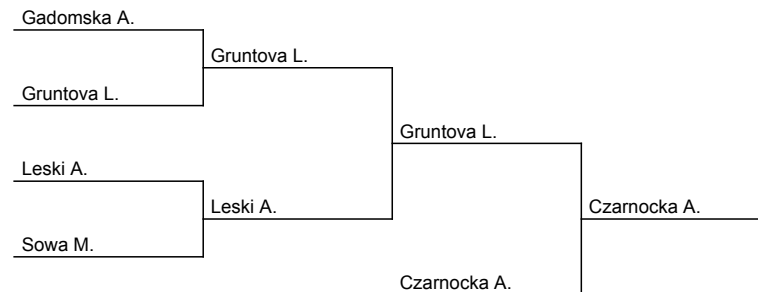 Gadomska A.
Gruntova L.
Gruntova L.
Gruntova L.
Leski A.
Leski A.
Czarnocka A.
Sowa M.
Czarnocka A.